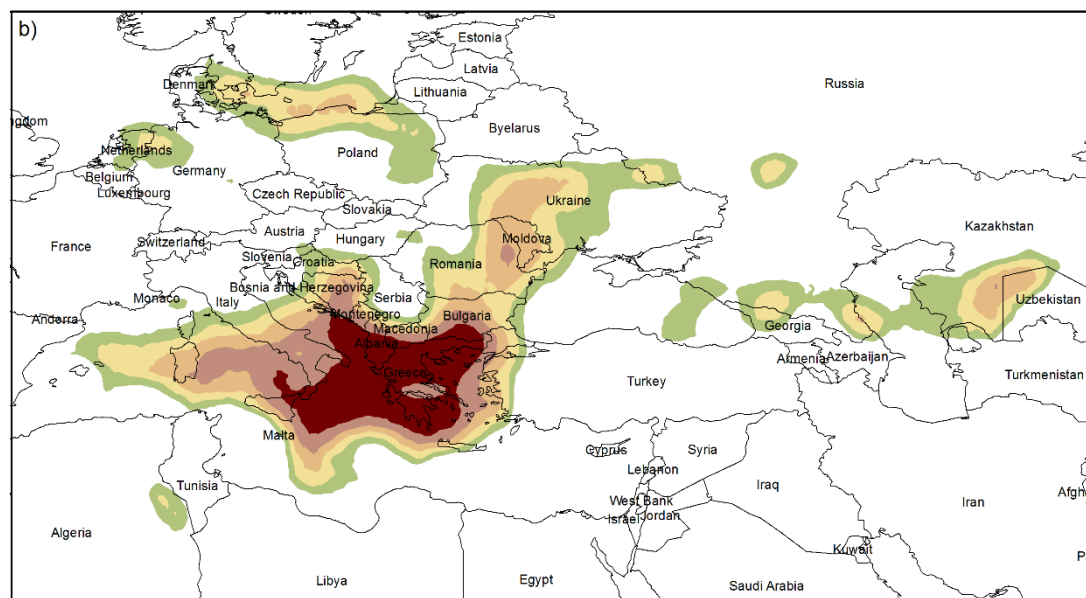 b)
Estonia
Latvia
Denmark
Lithuania
Russia
ngdom
Byelarus
Netherlands
Poland
Germany
Belgium
Luxembourg
Czech Republic
Ukraine
Slovakia
Kazakhstan
Austria
Hungary
Moldova
France
Switzerland
Slovenia
Croatia
Romania
Bosnia and Herzegovina
Serbia
Monaco
Italy
Uzbekistan
Montenegro
Bulgaria
Andorra
Macedonia
Georgia
Albania
Armenia
Azerbaijan
Greece
Turkey
Turkmenistan
Malta
Cyprus
Syria
Lebanon
Tunisia
Iraq
Iran
Afgh
West Bank
Israel
Jordan
Algeria
Kuwait
P
Libya
Egypt
Saudi Arabia